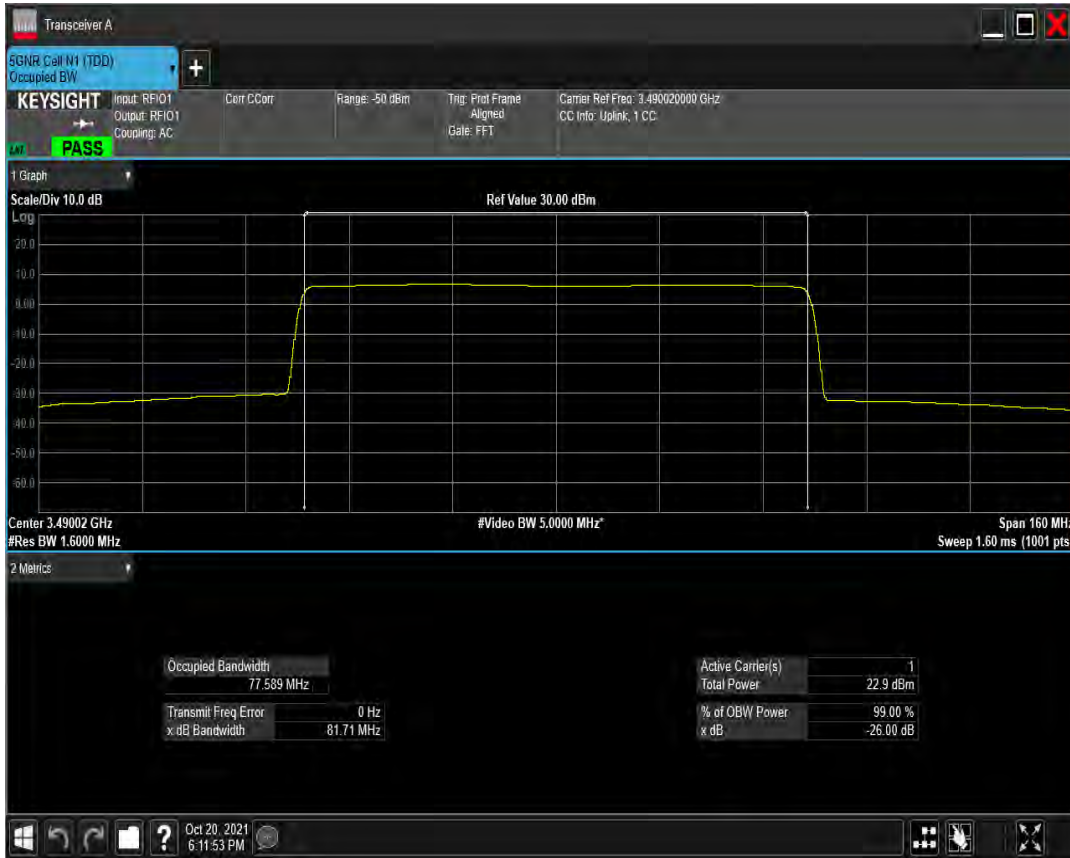 Transceiver A
5GNR Cell N1 (TDD)
Occupied BW
+
KEYSIGHT
Input: RFIO1
Output: RFIO1
Coupling: AC
Corr CCorr
Range: -50 dBm
Trig: Prot Frame
Aligned
Gate: FFT
Carrier Ref Freq: 3.490020000 GHz
CC Info: Uplink, 1 CC
PASS
1 Graph
Scale/Div 10.0 dB
Ref Value 30.00 dBm
Log
20.0
10.0
0.00
-10.0
-20.0
-30.0
-40.0
-50.0
-60.0
Center 3.49002 GHz
#Video BW 5.0000 MHz*
Span 160 MHz
#Res BW 1.6000 MHz
Sweep 1.60 ms (1001 pts
2 Metrics
Occupied Bandwidth
77.589 MHz
Transmit Freq Error 0 Hz
x dB Bandwidth 81.71 MHz
Active Carrier(s) 1
Total Power 22.9 dBm
% of OBW Power 99.00 %
x dB -26.00 dB
?
Oct 20, 2021
6:11:53 PM